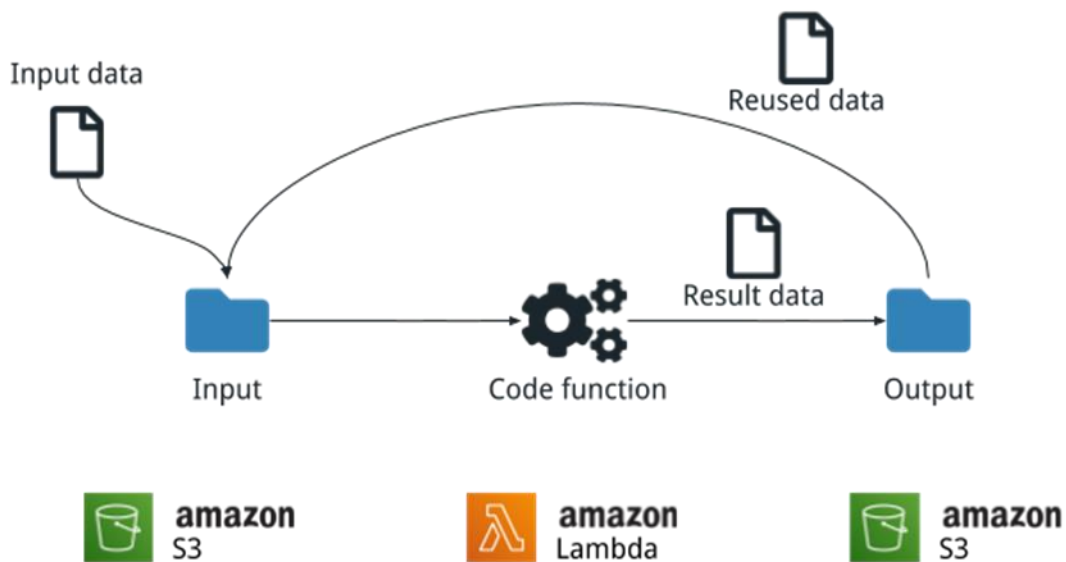 Input data
Reused data
Result data
Input
Code function
Output
amazon
S3
amazon
Lambda
amazon
S3